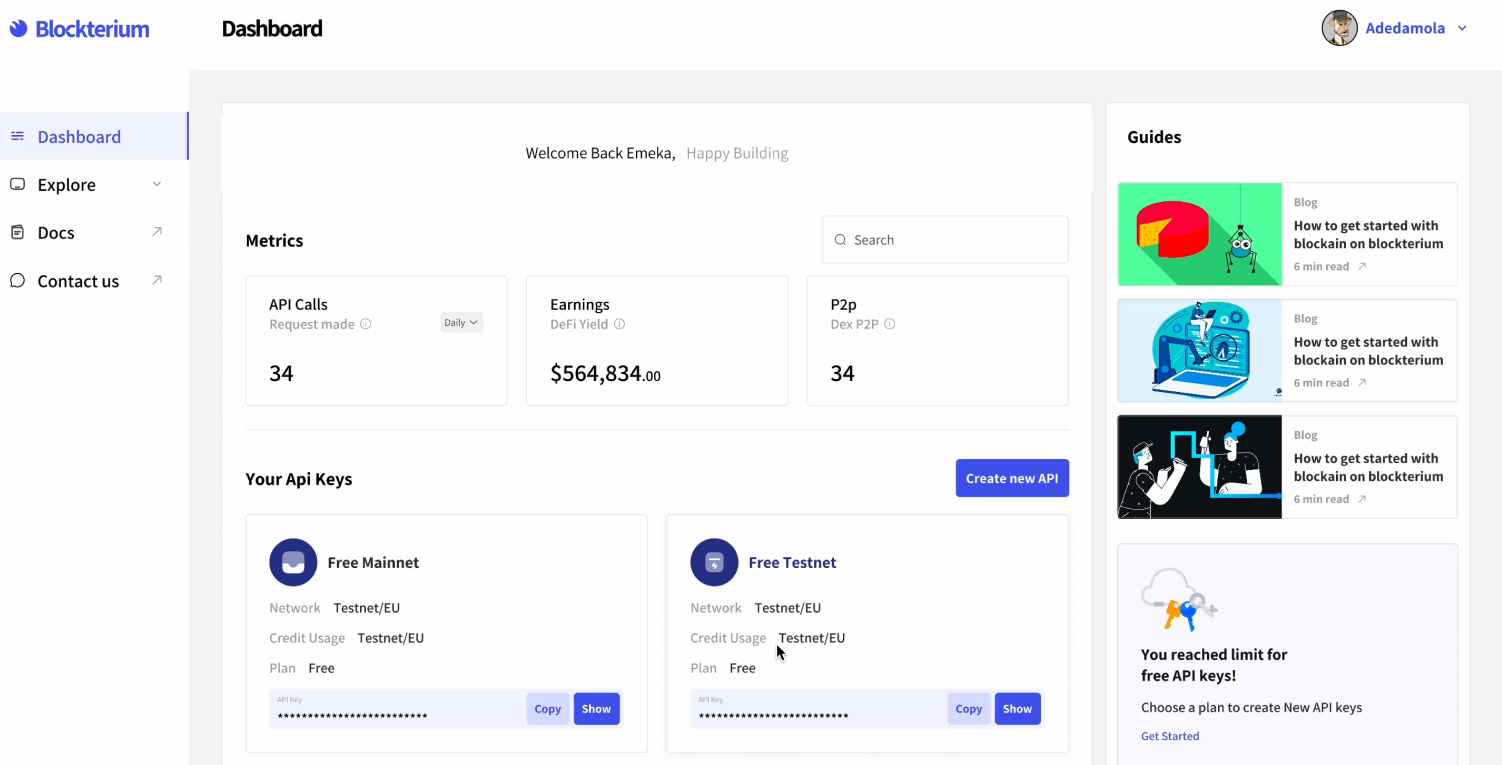 Blockterium
Dashboard
Adedamola
Dashboard
Explore
Docs
Contact us
Welcome Back Emeka, Happy Building
Metrics
Search
API Calls
Request made
Daily
34
Earnings
DeFi Yield
$564,834.00
P2p
Dex P2P
34
Your Api Keys
Create new API
Free Mainnet
Network Testnet/EU
Credit Usage Testnet/EU
Plan Free
API Key
*************************
Copy
Show
Free Testnet
Network Testnet/EU
Credit Usage Testnet/EU
Plan Free
API Key
*************************
Copy
Show
Guides
Blog
How to get started with
blockain on blockterium
6 min read
Blog
How to get started with
blockain on blockterium
6 min read
Blog
How to get started with
blockain on blockterium
6 min read
You reached limit for
free API keys!
Choose a plan to create New API keys
Get Started